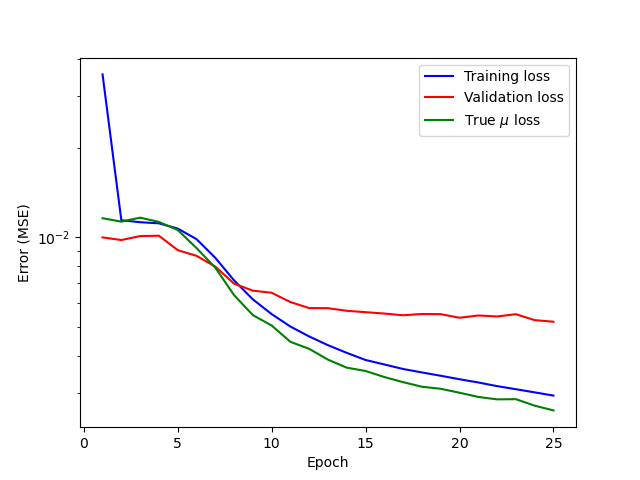 Training loss
Validation loss
True μ loss
Error (MSE)
10⁻²
0
5
10
15
20
25
Epoch